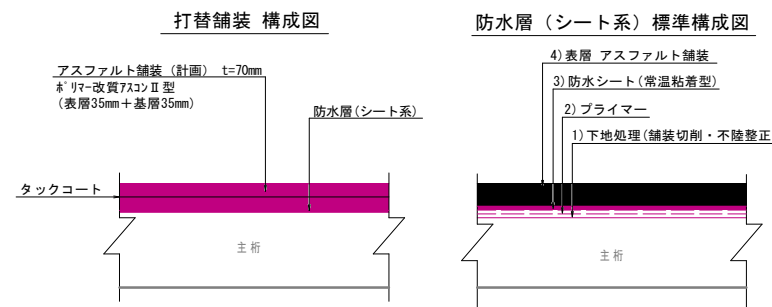 打替舗装 構成図
アスファルト舗装（計画） t=70mm
ﾎﾟﾘﾏｰ改質ｱｽｺﾝⅡ型
（表層35mm＋基層35mm）
防水層(シート系)
タックコート
主桁
防水層（シート系）標準構成図
4)表層 アスファルト舗装
3)防水シート(常温粘着型)
2)プライマー
1)下地処理(舗装切削・不陸整正
主桁